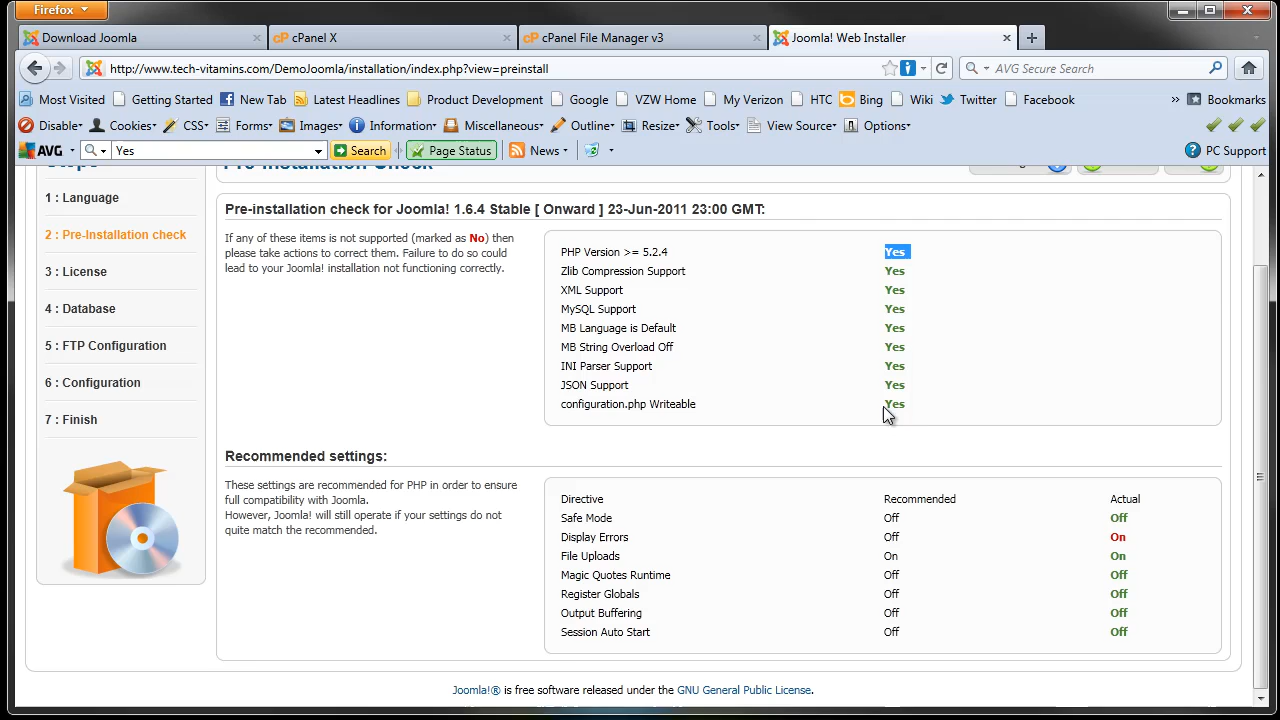 Firefox
Download Joomla
cPanel X
cPanel File Manager v3
Joomla! Web Installer
http://www.tech-vitamins.com/DemoJoomla/installation/index.php?view=preinstall
AVG Secure Search
Most Visited Getting Started New Tab Latest Headlines Product Development Google VZW Home My Verizon HTC Bing Wiki Twitter Facebook » Bookmarks
Disable Cookies CSS Forms Images Information Miscellaneous Outline Resize Tools View Source Options
AVG Yes Search Page Status News PC Support
1 : Language
2 : Pre-Installation check
3 : License
4 : Database
5 : FTP Configuration
6 : Configuration
7 : Finish
Pre-installation check for Joomla! 1.6.4 Stable [ Onward ] 23-Jun-2011 23:00 GMT:
If any of these items is not supported (marked as No) then
please take actions to correct them. Failure to do so could
lead to your Joomla! installation not functioning correctly.
PHP Version >= 5.2.4 Yes
Zlib Compression Support Yes
XML Support Yes
MySQL Support Yes
MB Language is Default Yes
MB String Overload Off Yes
INI Parser Support Yes
JSON Support Yes
configuration.php Writeable Yes
Recommended settings:
These settings are recommended for PHP in order to ensure
full compatibility with Joomla.
However, Joomla! will still operate if your settings do not
quite match the recommended.
Directive Recommended Actual
Safe Mode Off Off
Display Errors Off On
File Uploads On On
Magic Quotes Runtime Off Off
Register Globals Off Off
Output Buffering Off Off
Session Auto Start Off Off
Joomla!® is free software released under the GNU General Public License.